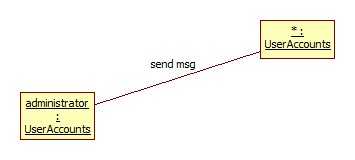 * :
UserAccounts
send msg
administrator
:
UserAccounts